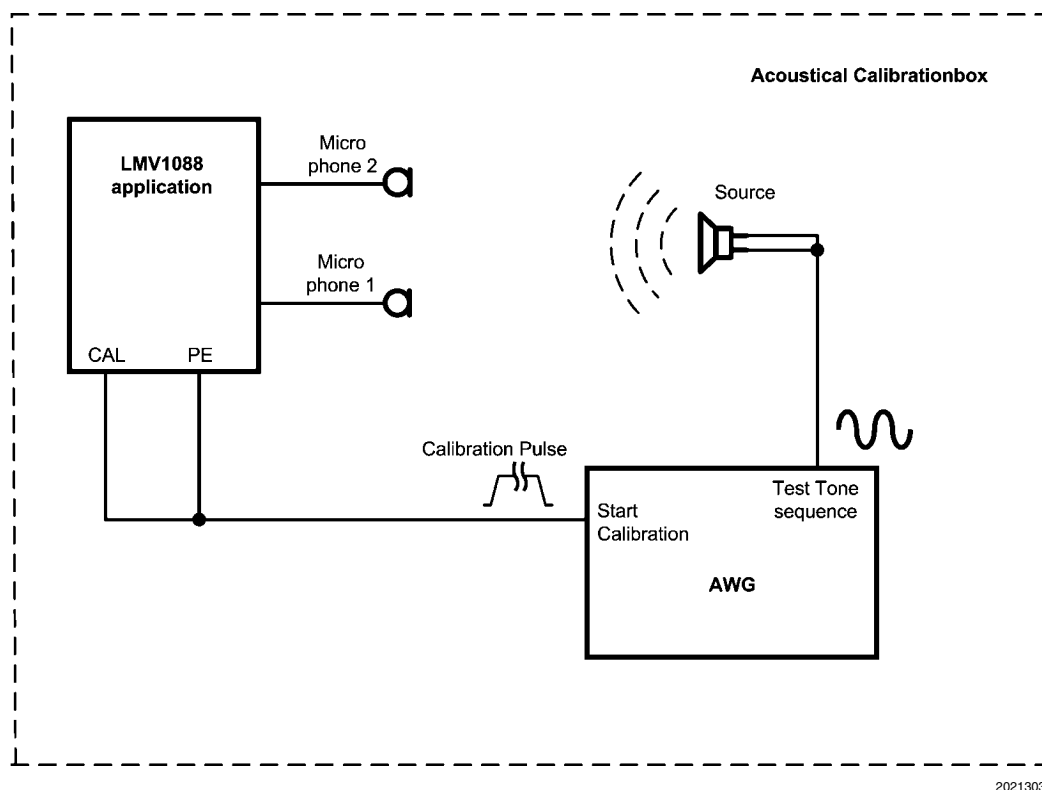 Acoustical Calibrationbox
LMV1088
application
Micro
phone 2
Source
Micro
phone 1
CAL
PE
Calibration Pulse
Test Tone
sequence
Start
Calibration
AWG
2021303